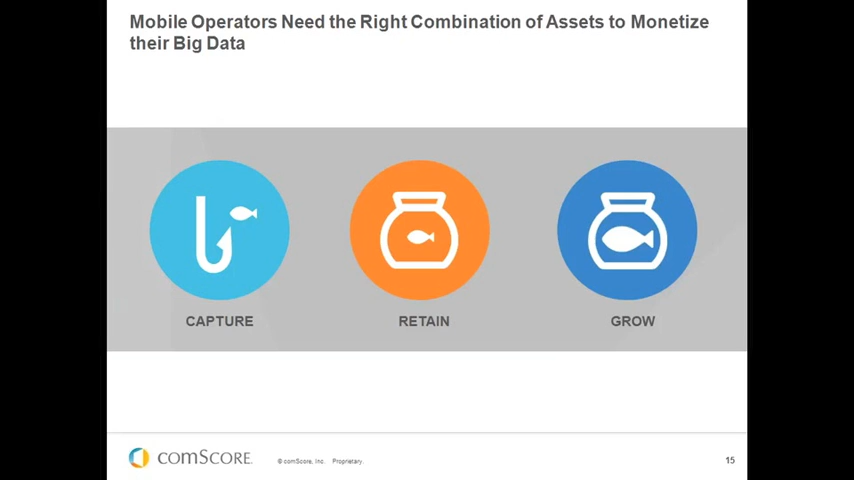 Mobile Operators Need the Right Combination of Assets to Monetize
their Big Data
CAPTURE
RETAIN
GROW
comScore.
© comScore, Inc. Proprietary.
15